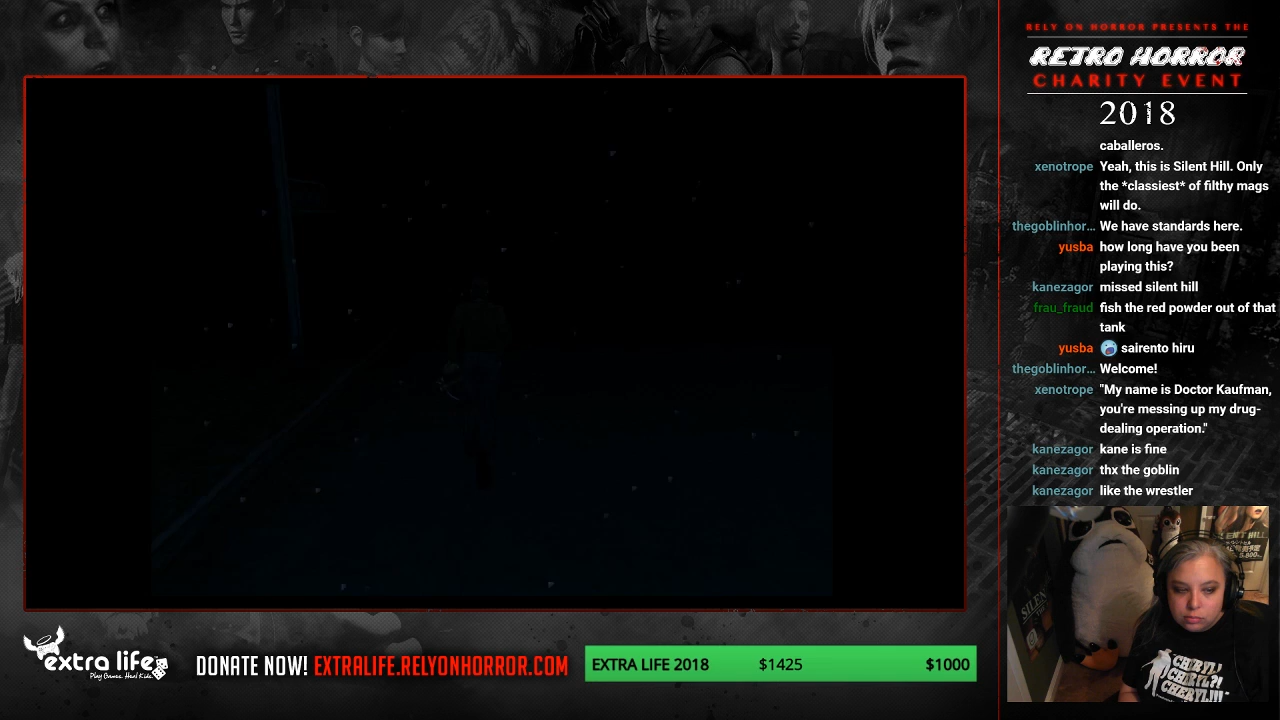 RELY ON HORROR PRESENTS THE
RETRO HORROR
CHARITY EVENT
2018
caballeros.
xenotrope Yeah, this is Silent Hill. Only
the *classiest* of filthy mags
will do.
thegoblinhor... We have standards here.
yusba how long have you been
playing this?
kanezagor missed silent hill
frau_fraud fish the red powder out of that
tank
yusba sairento hiru
thegoblinhor... Welcome!
xenotrope "My name is Doctor Kaufman,
you're messing up my drug-
dealing operation."
kanezagor kane is fine
kanezagor thx the goblin
kanezagor like the wrestler
SILEN
CHERYL!
CHERYL?!
CHERYL!!!
extra life
Play Games. Heal Kids.
DONATE NOW! EXTRALIFE.RELYONHORROR.COM
EXTRA LIFE 2018 $1425 $1000